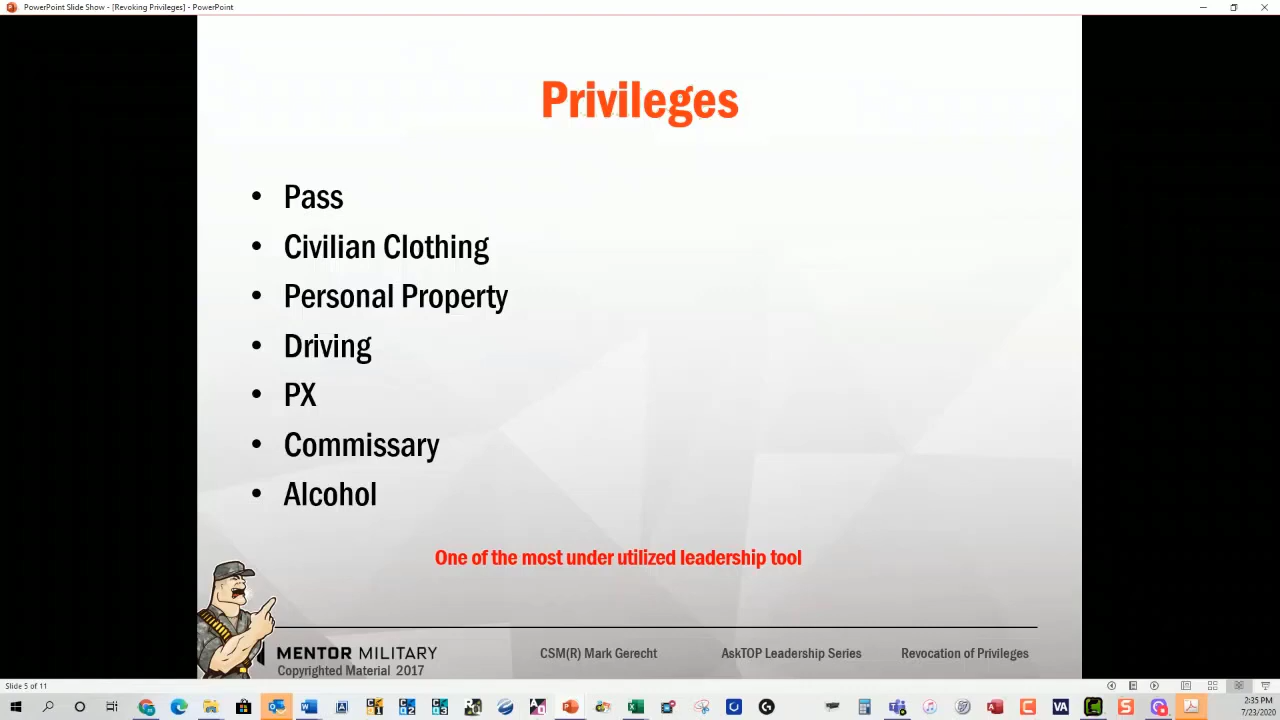 PowerPoint Slide Show - [Revoking Privileges] - PowerPoint
Privileges
• Pass
• Civilian Clothing
• Personal Property
• Driving
• PX
• Commissary
• Alcohol
One of the most under utilized leadership tool
MENTOR MILITARY
Copyrighted Material 2017
CSM(R) Mark Gerecht
AskTOP Leadership Series
Revocation of Privileges
Slide 5 of 11
2:35 PM
7/23/2020